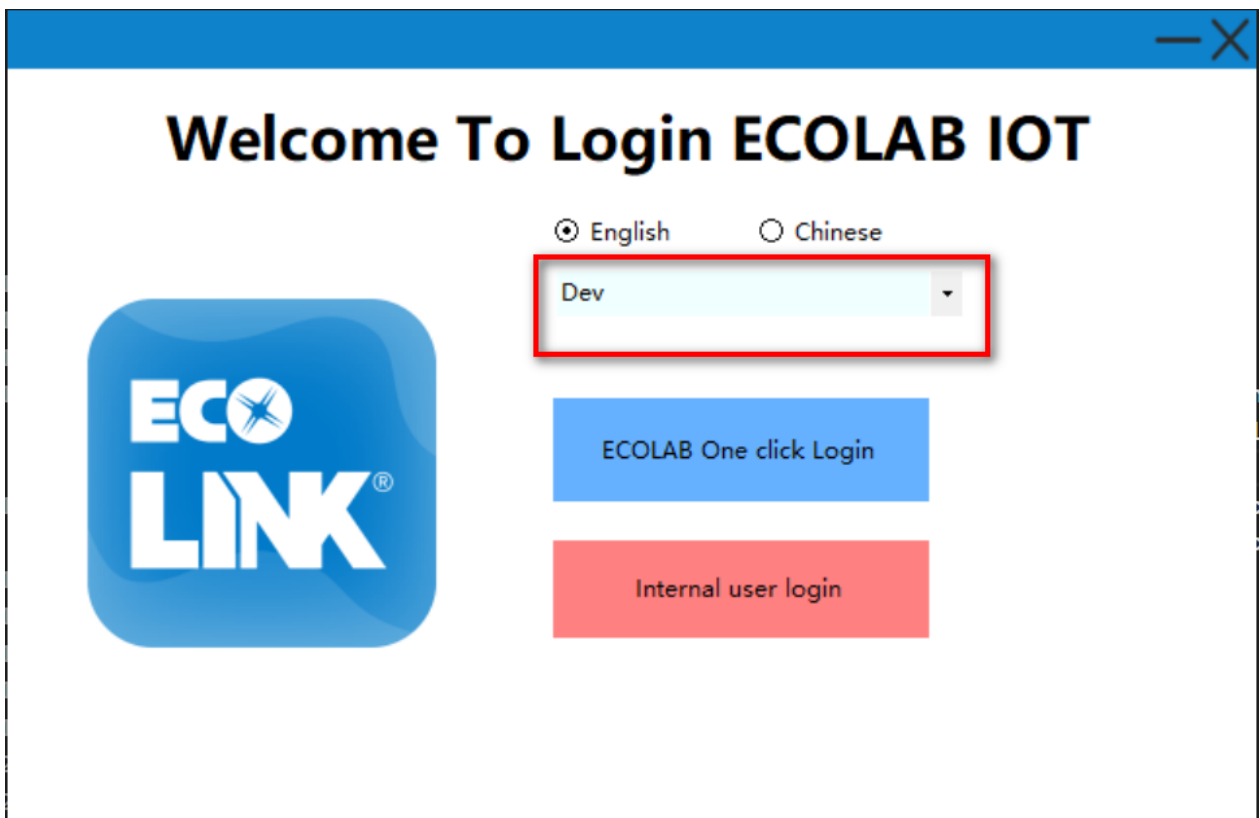 Welcome To Login ECOLAB IOT
English Chinese
Dev
ECO
LINK®
ECOLAB One click Login
Internal user login